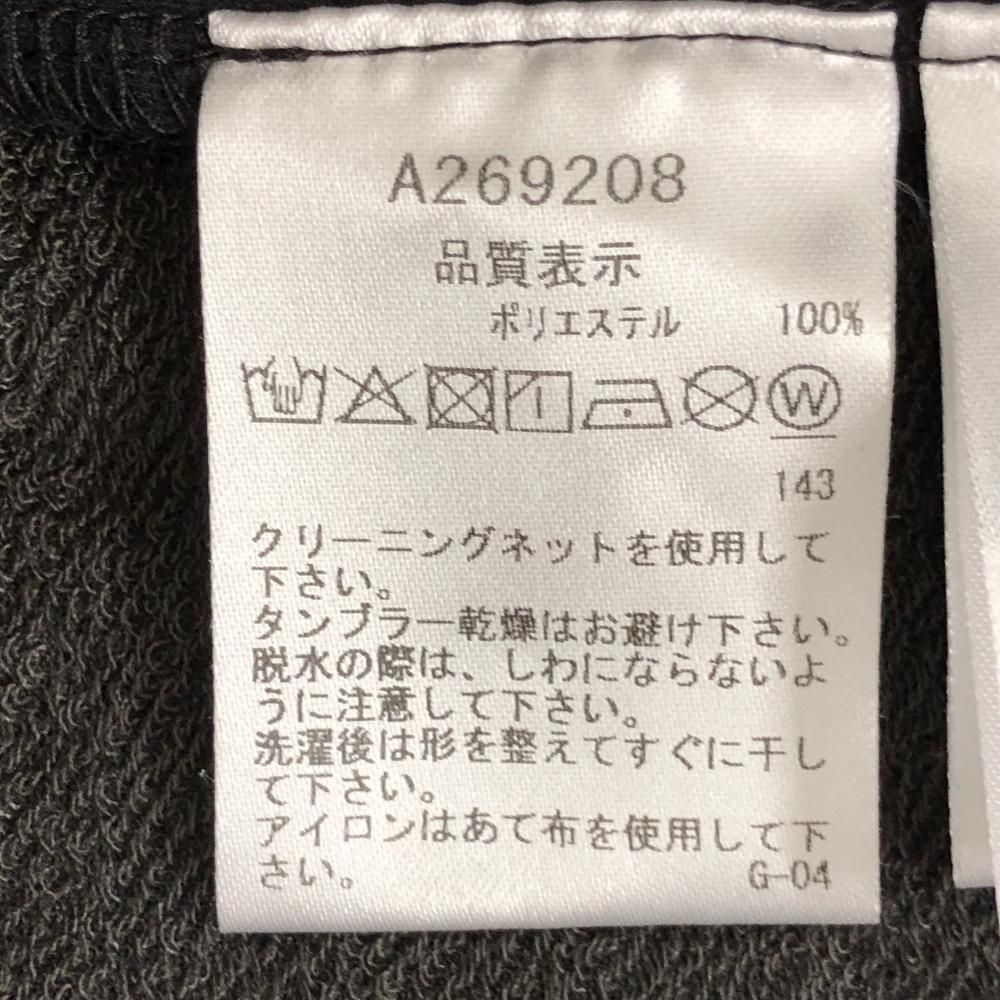 A269208
品質表示
ポリエステル 100%
W
143
クリーニングネットを使用して
下さい。
タンブラー乾燥はお避け下さい。
脱水の際は、しわにならないよ
うに注意して下さい。
洗濯後は形を整えてすぐに干し
て下さい。
アイロンはあて布を使用して下
さい。 G-04